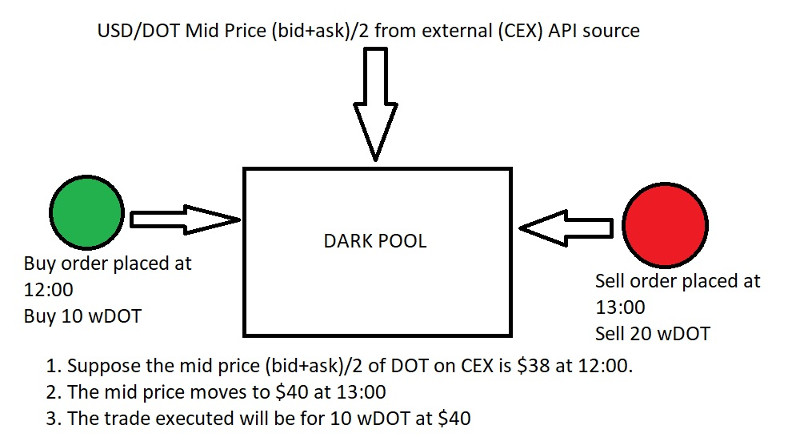 USD/DOT Mid Price (bid+ask)/2 from external (CEX) API source
DARK POOL
Buy order placed at
12:00
Buy 10 wDOT
Sell order placed at
13:00
Sell 20 wDOT
1. Suppose the mid price (bid+ask)/2 of DOT on CEX is $38 at 12:00.
2. The mid price moves to $40 at 13:00
3. The trade executed will be for 10 wDOT at $40